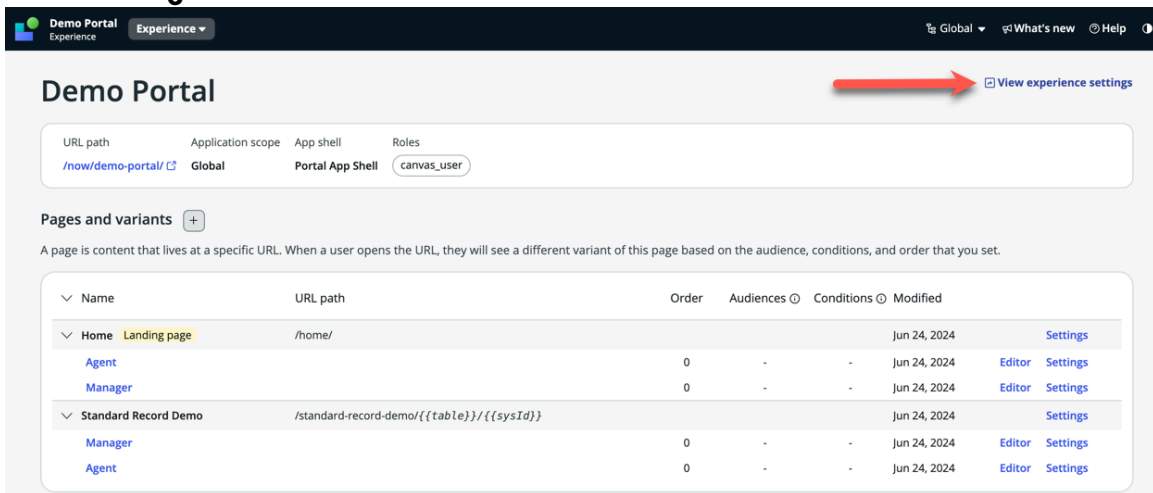 Demo Portal
Experience
Experience
Global
What's new
Help
Demo Portal
View experience settings
URL path Application scope App shell Roles
/now/demo-portal/ Global Portal App Shell canvas_user
Pages and variants +
A page is content that lives at a specific URL. When a user opens the URL, they will see a different variant of this page based on the audience, conditions, and order that you set.
Name URL path Order Audiences Conditions Modified
Home Landing page /home/ Jun 24, 2024 Settings
Agent 0 - - Jun 24, 2024 Editor Settings
Manager 0 - - Jun 24, 2024 Editor Settings
Standard Record Demo /standard-record-demo/{{table}}/{{sysId}} Jun 24, 2024 Settings
Manager 0 - - Jun 24, 2024 Editor Settings
Agent 0 - - Jun 24, 2024 Editor Settings